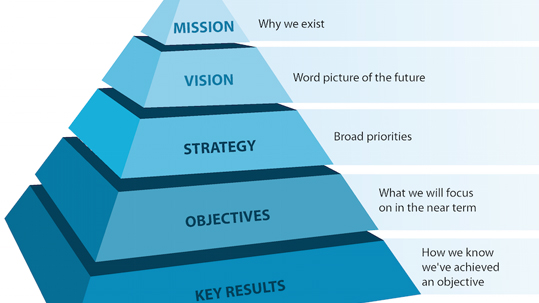 MISSION
Why we exist
VISION
Word picture of the future
STRATEGY
Broad priorities
OBJECTIVES
What we will focus
on in the near term
KEY RESULTS
How we know
we've achieved
an objective